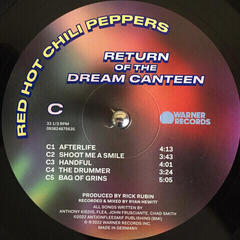 RED HOT CHILI PEPPERS
RETURN
OF THE
DREAM CANTEEN
C
33 1/3 RPM
093624875635
WARNER
RECORDS
C1 AFTERLIFE 4:13
C2 SHOOT ME A SMILE 3:43
C3 HANDFUL 4:01
C4 THE DRUMMER 3:24
C5 BAG OF GRINS 5:05
PRODUCED BY RICK RUBIN
RECORDED & MIXED BY RYAN HEWITT
ALL SONGS WRITTEN BY
ANTHONY KIEDIS, FLEA, JOHN FRUSCIANTE, CHAD SMITH
MADE IN GERMANY